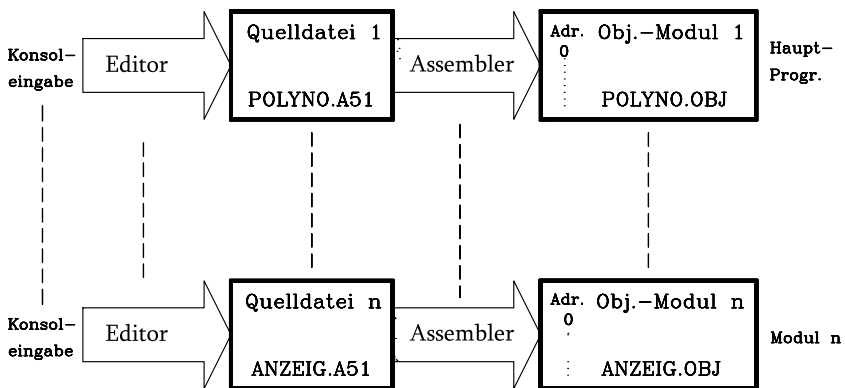 Konsol-
eingabe
Editor
Quelldatei 1
POLYNO.A51
Assembler
Adr. Obj.-Modul 1
0
POLYNO.OBJ
Haupt-
Progr.
Konsol-
eingabe
Editor
Quelldatei n
ANZEIG.A51
Assembler
Adr. Obj.-Modul n
0
ANZEIG.OBJ
Modul n